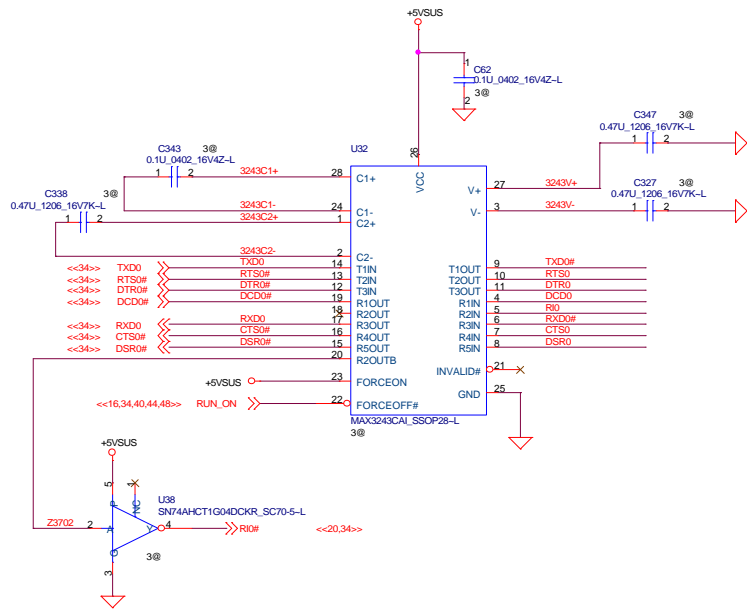 +5VSUS
1
C62
0.1U_0402_16V4Z-L
2
3@
C347 3@
0.47U_1206_16V7K-L
1 2
C343 3@
0.1U_0402_16V4Z-L
1 2
U32
26
VCC
3243C1+ 28 C1+
V+ 27 3243V+
C327 3@
0.47U_1206_16V7K-L
1 2
C338 3@
0.47U_1206_16V7K-L
1 2
3243C1- 24 C1-
3243C2+ 1 C2+
V- 3 3243V-
3243C2- 2 C2-
<<34>> TXD0 TXD0 14 T1IN T1OUT 9 TXD0#
<<34>> RTS0# RTS0# 13 T2IN T2OUT 10 RTS0
<<34>> DTR0# DTR0# 12 T3IN T3OUT 11 DTR0
<<34>> DCD0# DCD0# 19 R1OUT R1IN 4 DCD0
18 R2OUT R2IN 5 RI0
<<34>> RXD0 RXD0 17 R3OUT R3IN 6 RXD0#
<<34>> CTS0# CTS0# 16 R4OUT R4IN 7 CTS0
<<34>> DSR0# DSR0# 15 R5OUT R5IN 8 DSR0
20 R2OUTB
INVALID# 21
+5VSUS 23 FORCEON
GND 25
<<16,34,40,44,48>> RUN_ON 22 FORCEOFF#
MAX3243CAI_SSOP28-L
3@
+5VSUS
5 1
P NC
U38
SN74AHCT1G04DCKR_SC70-5-L
Z3702 2 A Y 4 RI0# <<20,34>>
G
3@
3